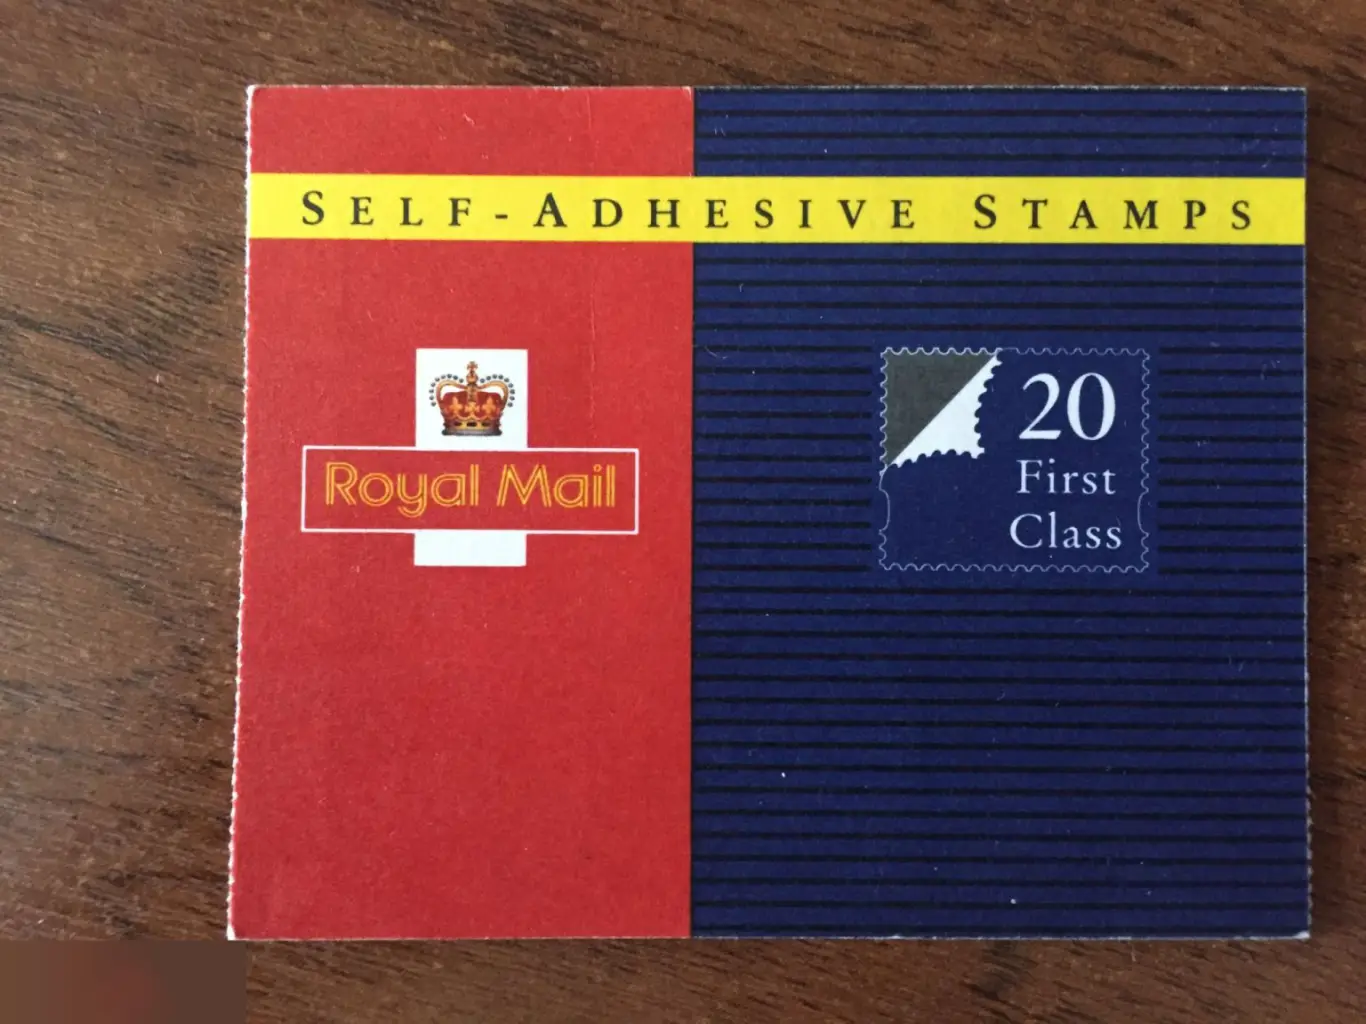 SELF-ADHESIVE STAMPS
Royal Mail
20
First
Class